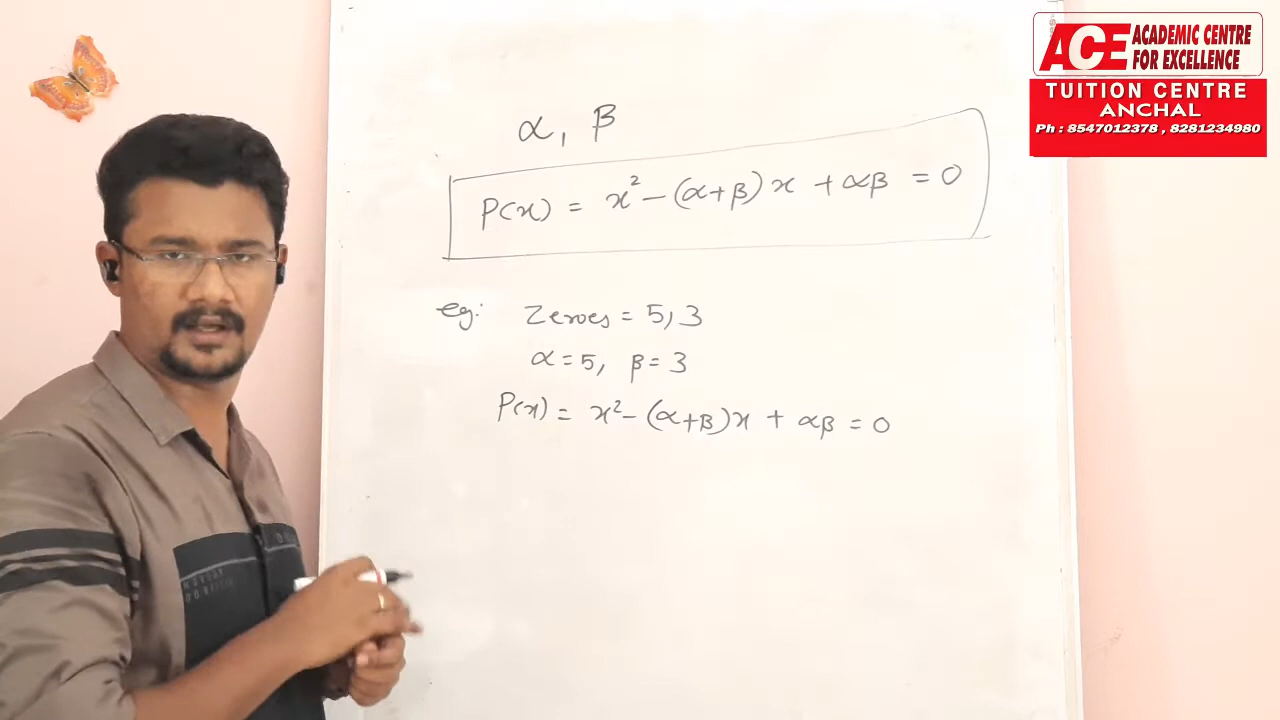 ACE ACADEMIC CENTRE
FOR EXCELLENCE
TUITION CENTRE
ANCHAL
Ph : 8547012378 , 8281234980
α, β
P(x) = x² - (α+β)x + αβ = 0
eg: Zeroes = 5, 3
α = 5, β = 3
P(x) = x² - (α+β)x + αβ = 0